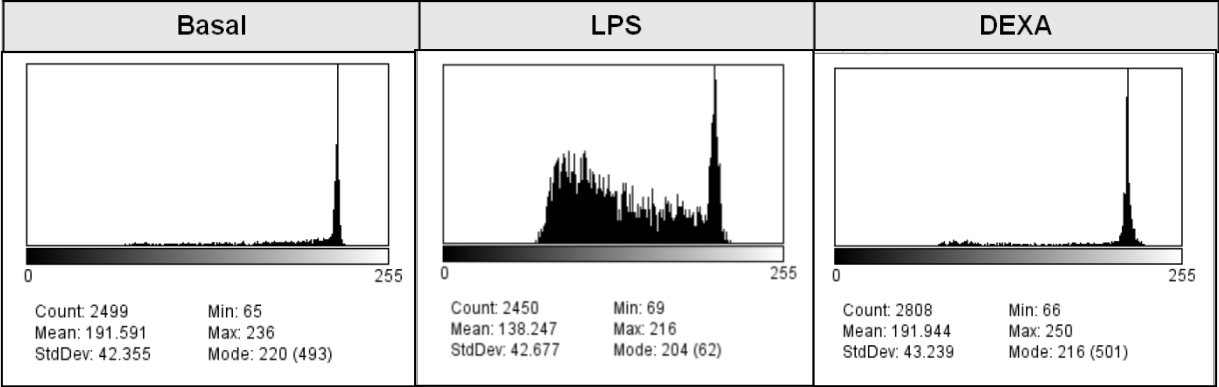 Basal
LPS
DEXA
0 255
0 255
0 255
Count: 2499 Min: 65
Mean: 191.591 Max: 236
StdDev: 42.355 Mode: 220 (493)
Count: 2450 Min: 69
Mean: 138.247 Max: 216
StdDev: 42.677 Mode: 204 (62)
Count: 2808 Min: 66
Mean: 191.944 Max: 250
StdDev: 43.239 Mode: 216 (501)